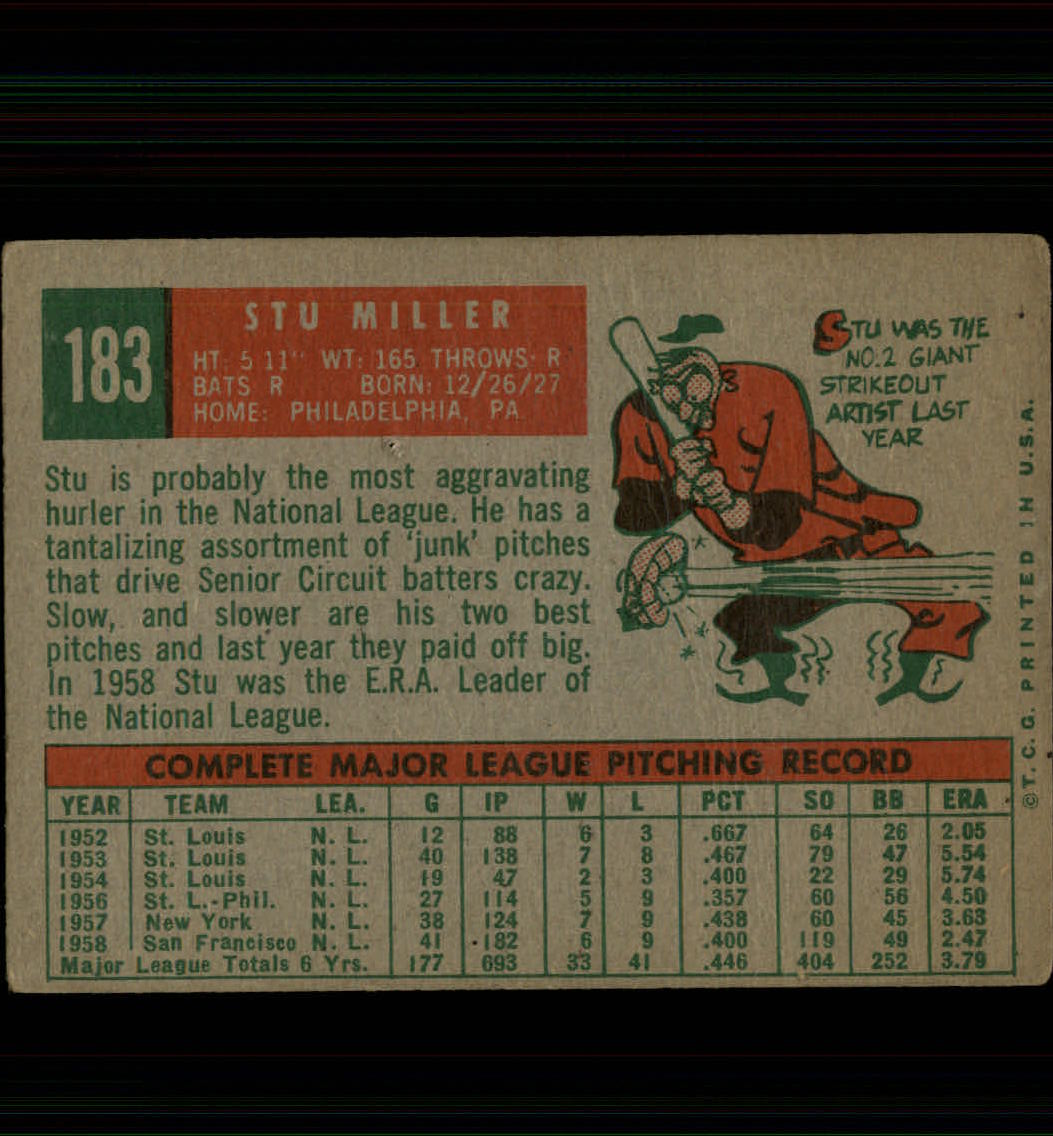 183
STU MILLER
HT: 5 11" WT: 165 THROWS: R
BATS R BORN: 12/26/27
HOME: PHILADELPHIA, PA
STU WAS THE
NO.2 GIANT
STRIKEOUT
ARTIST LAST
YEAR
Stu is probably the most aggravating
hurler in the National League. He has a
tantalizing assortment of 'junk' pitches
that drive Senior Circuit batters crazy.
Slow, and slower are his two best
pitches and last year they paid off big.
In 1958 Stu was the E.R.A. Leader of
the National League.
COMPLETE MAJOR LEAGUE PITCHING RECORD
YEAR TEAM LEA. G IP W L PCT SO BB ERA
1952 St. Louis N. L. 12 88 6 3 .667 64 26 2.05
1953 St. Louis N. L. 40 138 7 8 .467 79 47 5.54
1954 St. Louis N. L. 19 47 2 3 .400 22 29 5.74
1956 St. L.-Phil. N. L. 27 114 5 9 .357 60 56 4.50
1957 New York N. L. 38 124 7 9 .438 60 45 3.63
1958 San Francisco N. L. 41 182 6 9 .400 119 49 2.47
Major League Totals 6 Yrs. 177 693 33 41 .446 404 252 3.79
©T. C. G. PRINTED IN U.S.A.